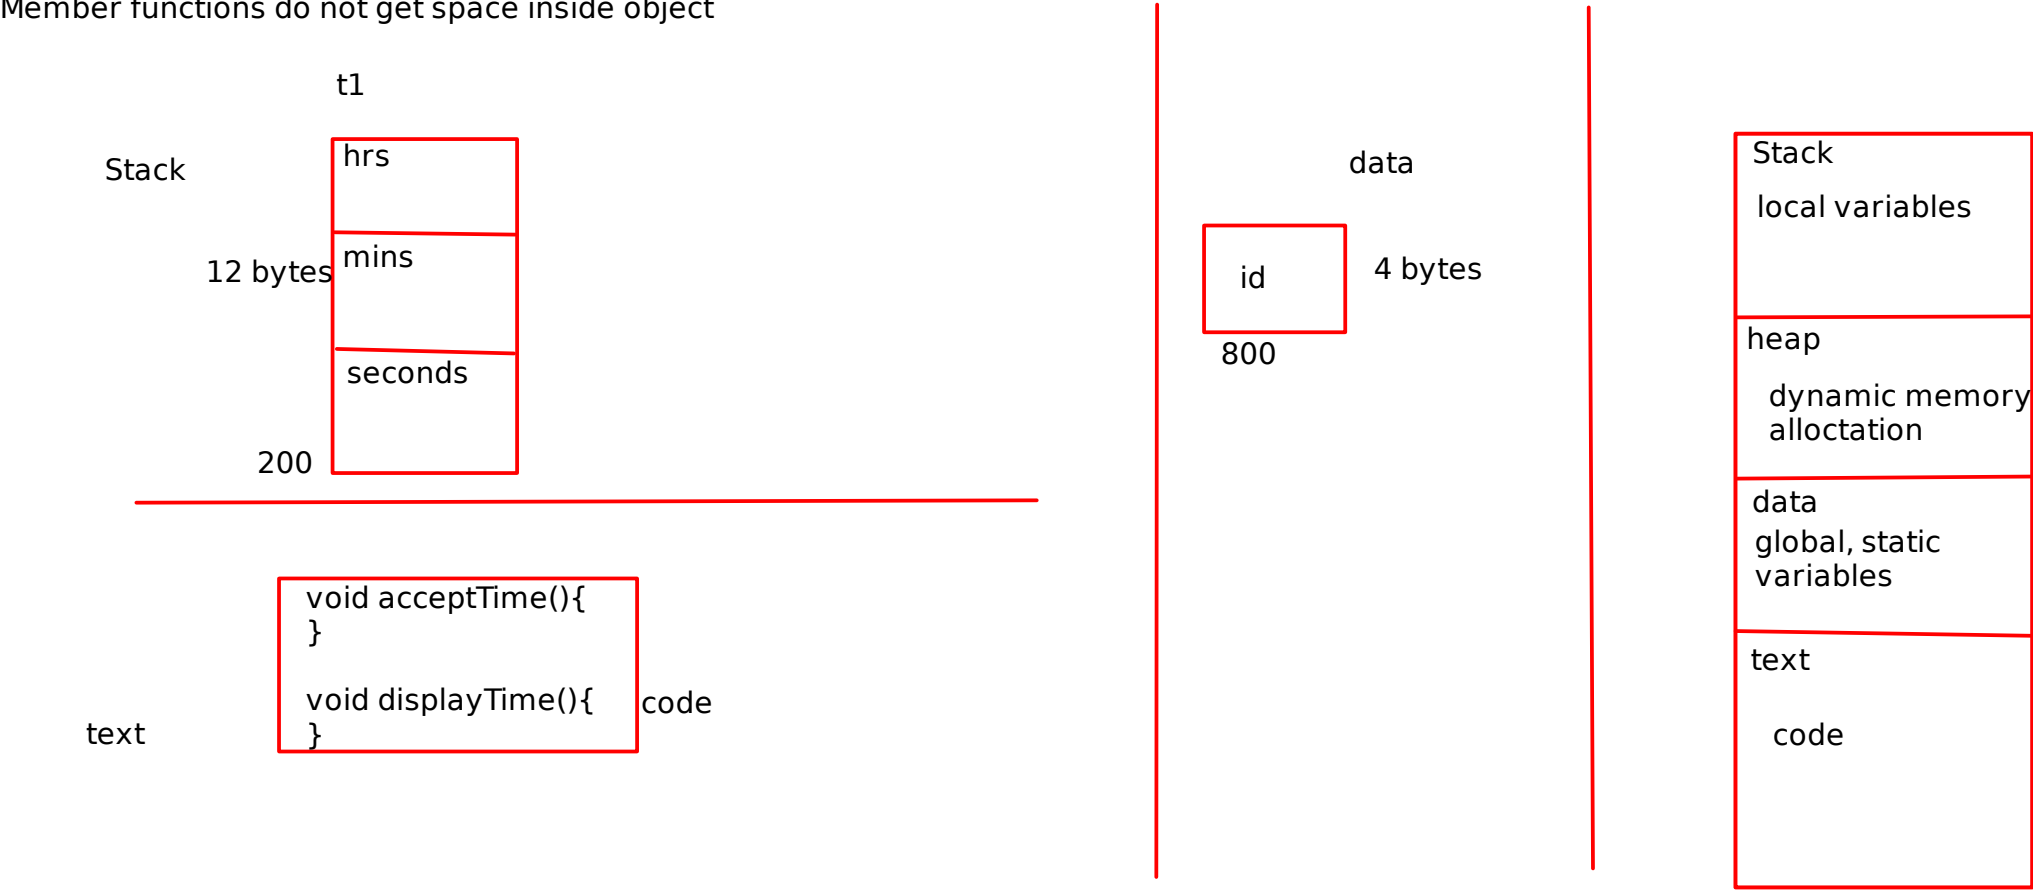 Member functions do not get space inside object
t1
Stack
hrs
12 bytes
mins
seconds
200
void acceptTime(){
}
void displayTime(){
}
code
text
data
id
4 bytes
800
Stack
local variables
heap
dynamic memory
alloctation
data
global, static
variables
text
code